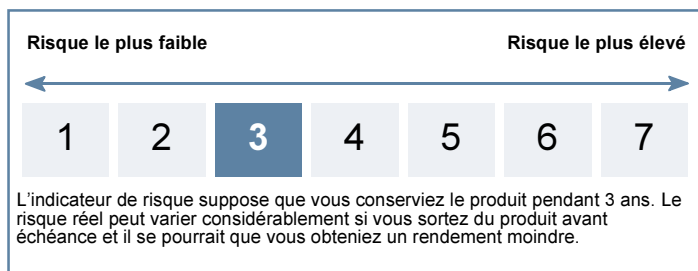 Risque le plus faible Risque le plus élevé
1 2 3 4 5 6 7
L'indicateur de risque suppose que vous conserviez le produit pendant 3 ans. Le
risque réel peut varier considérablement si vous sortez du produit avant
échéance et il se pourrait que vous obteniez un rendement moindre.